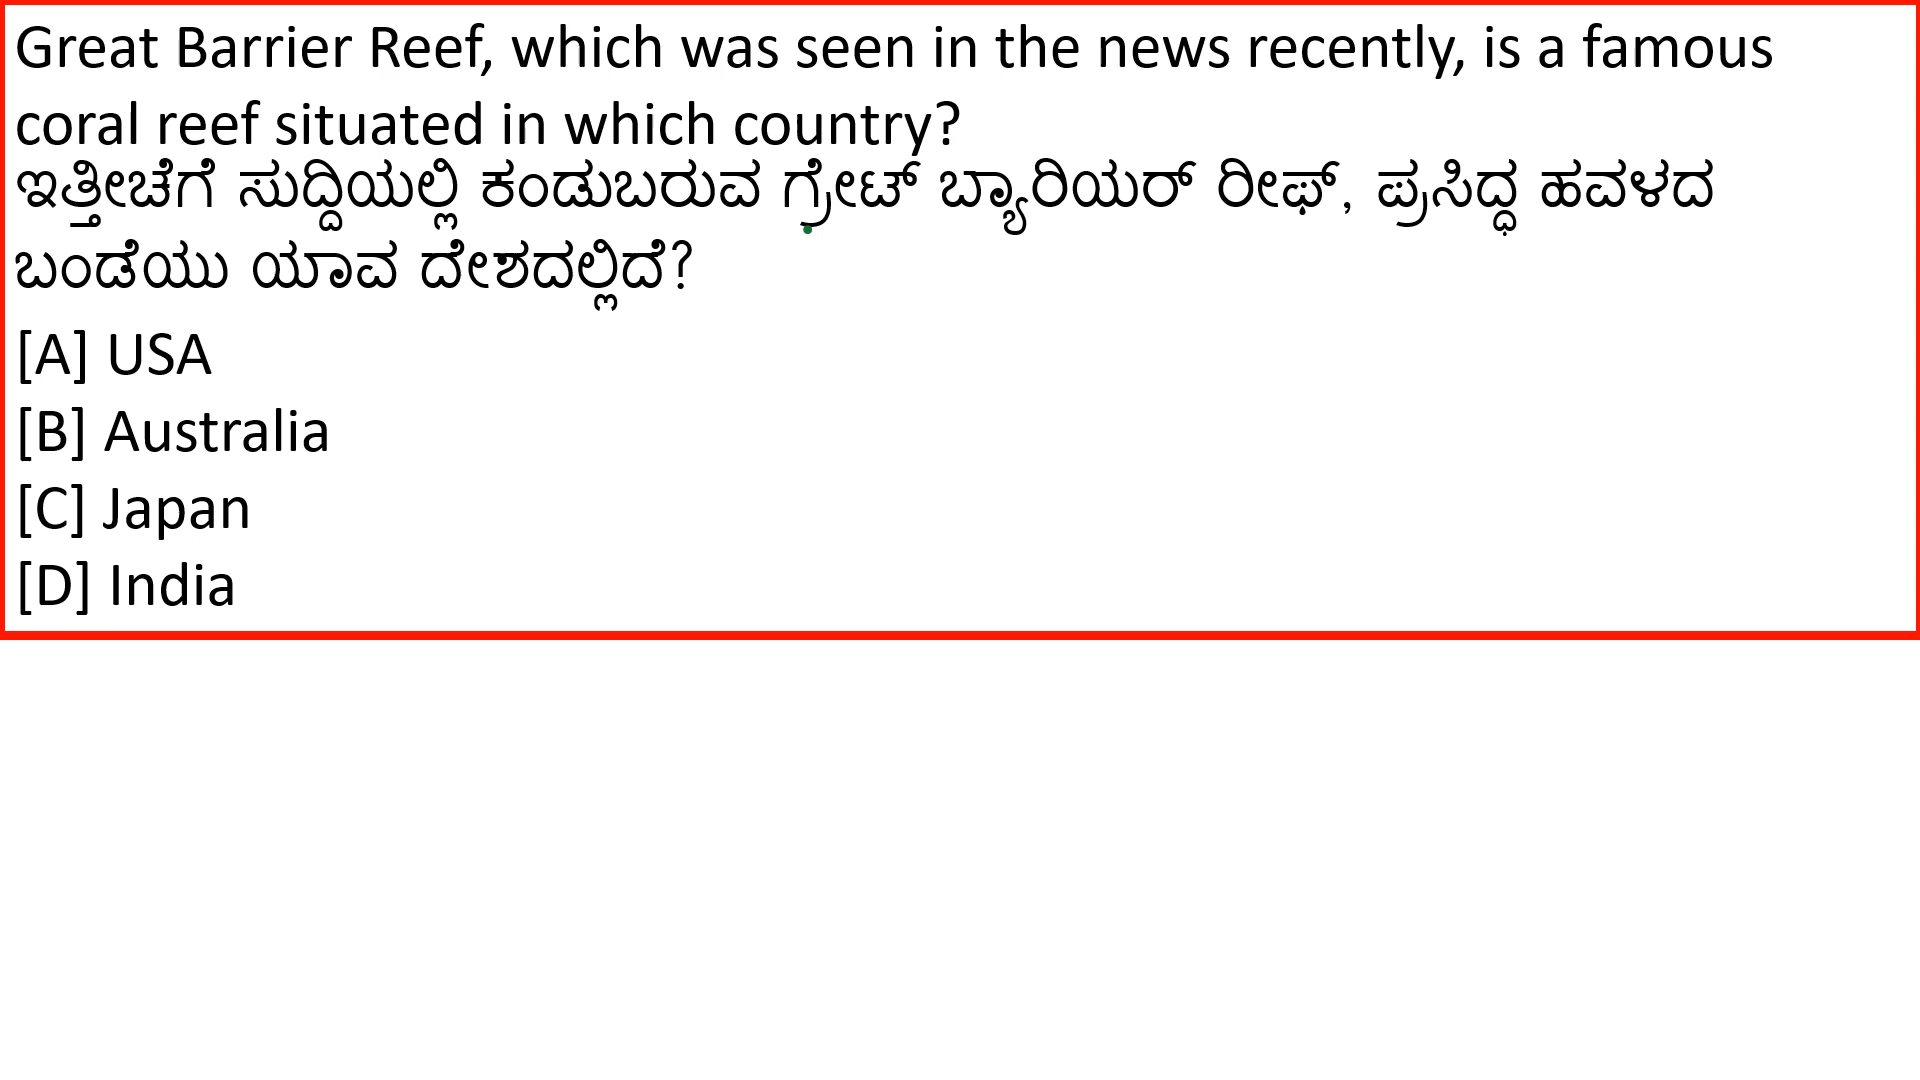 Great Barrier Reef, which was seen in the news recently, is a famous
coral reef situated in which country?
ಇತ್ತೀಚೆಗೆ ಸುದ್ದಿಯಲ್ಲಿ ಕಂಡುಬರುವ ಗ್ರೇಟ್ ಬ್ಯಾರಿಯರ್ ರೀಫ್, ಪ್ರಸಿದ್ಧ ಹವಳದ
ಬಂಡೆಯು ಯಾವ ದೇಶದಲ್ಲಿದೆ?
[A] USA
[B] Australia
[C] Japan
[D] India